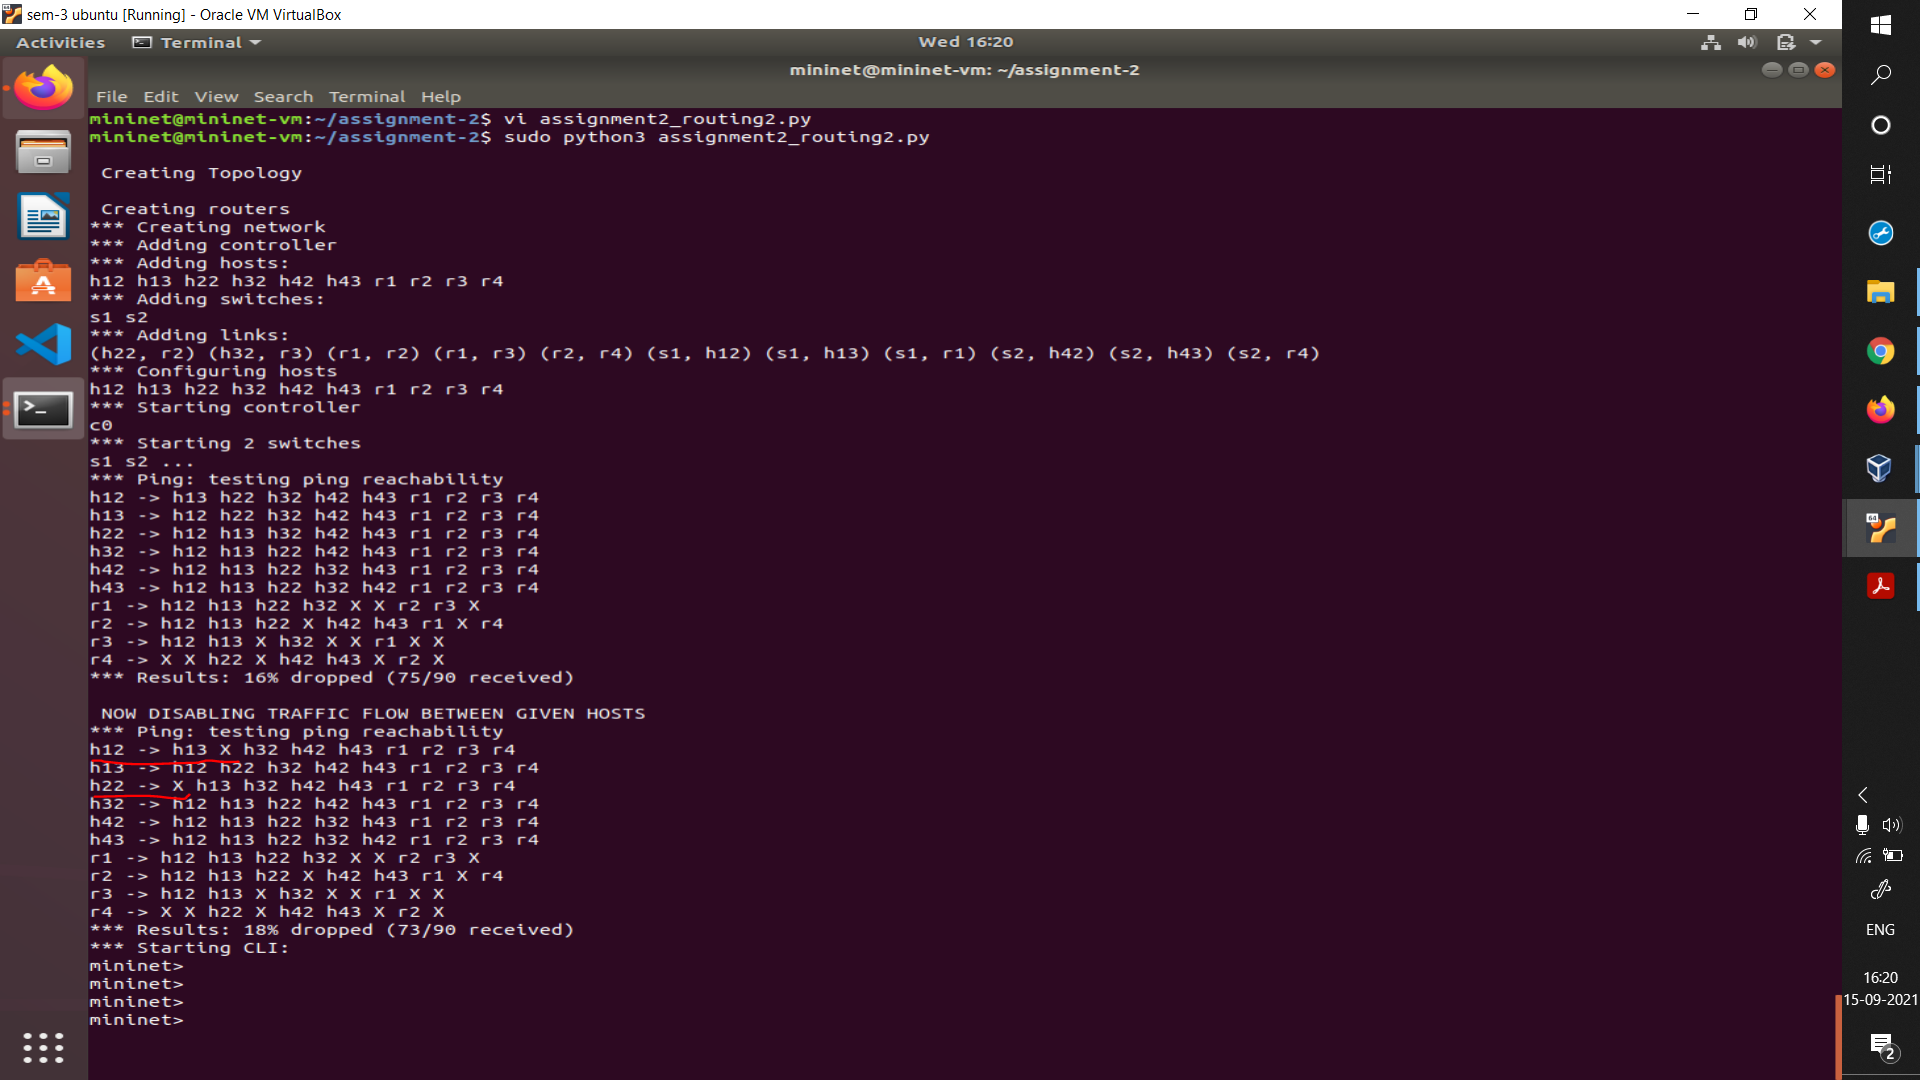 sem-3 ubuntu [Running] - Oracle VM VirtualBox
Activities Terminal Wed 16:20
mininet@mininet-vm: ~/assignment-2
File Edit View Search Terminal Help
mininet@mininet-vm:~/assignment-2$ vi assignment2_routing2.py
mininet@mininet-vm:~/assignment-2$ sudo python3 assignment2_routing2.py
Creating Topology
Creating routers
*** Creating network
*** Adding controller
*** Adding hosts:
h12 h13 h22 h32 h42 h43 r1 r2 r3 r4
*** Adding switches:
s1 s2
*** Adding links:
(h22, r2) (h32, r3) (r1, r2) (r1, r3) (r2, r4) (s1, h12) (s1, h13) (s1, r1) (s2, h42) (s2, h43) (s2, r4)
*** Configuring hosts
h12 h13 h22 h32 h42 h43 r1 r2 r3 r4
*** Starting controller
c0
*** Starting 2 switches
s1 s2 ...
*** Ping: testing ping reachability
h12 -> h13 h22 h32 h42 h43 r1 r2 r3 r4
h13 -> h12 h22 h32 h42 h43 r1 r2 r3 r4
h22 -> h12 h13 h32 h42 h43 r1 r2 r3 r4
h32 -> h12 h13 h22 h42 h43 r1 r2 r3 r4
h42 -> h12 h13 h22 h32 h43 r1 r2 r3 r4
h43 -> h12 h13 h22 h32 h42 r1 r2 r3 r4
r1 -> h12 h13 h22 h32 X X r2 r3 X
r2 -> h12 h13 h22 X h42 h43 r1 X r4
r3 -> h12 h13 X h32 X X r1 X X
r4 -> X X h22 X h42 h43 X r2 X
*** Results: 16% dropped (75/90 received)
NOW DISABLING TRAFFIC FLOW BETWEEN GIVEN HOSTS
*** Ping: testing ping reachability
h12 -> h13 X h32 h42 h43 r1 r2 r3 r4
h13 -> h12 h22 h32 h42 h43 r1 r2 r3 r4
h22 -> X h13 h32 h42 h43 r1 r2 r3 r4
h32 -> h12 h13 h22 h42 h43 r1 r2 r3 r4
h42 -> h12 h13 h22 h32 h43 r1 r2 r3 r4
h43 -> h12 h13 h22 h32 h42 r1 r2 r3 r4
r1 -> h12 h13 h22 h32 X X r2 r3 X
r2 -> h12 h13 h22 X h42 h43 r1 X r4
r3 -> h12 h13 X h32 X X r1 X X
r4 -> X X h22 X h42 h43 X r2 X
*** Results: 18% dropped (73/90 received)
*** Starting CLI:
mininet>
mininet>
mininet>
mininet>
64
ENG
16:20
15-09-2021
2